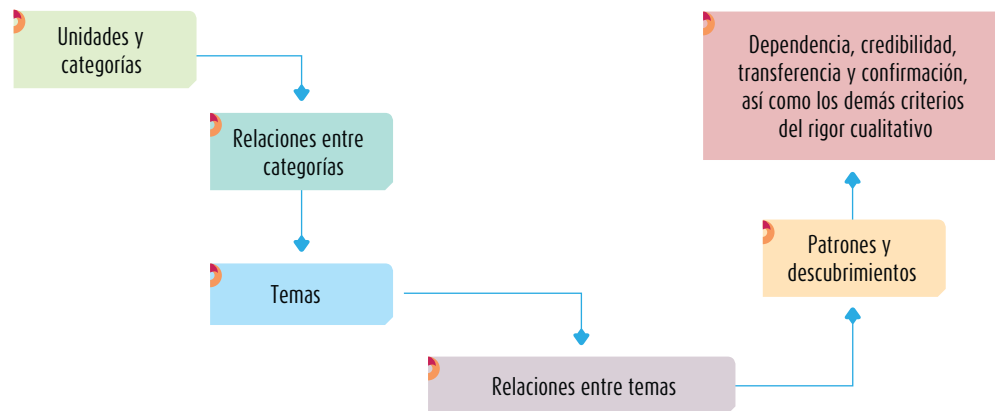 Unidades y
categorías
Relaciones entre
categorías
Temas
Relaciones entre temas
Patrones y
descubrimientos
Dependencia, credibilidad,
transferencia y confirmación,
así como los demás criterios
del rigor cualitativo